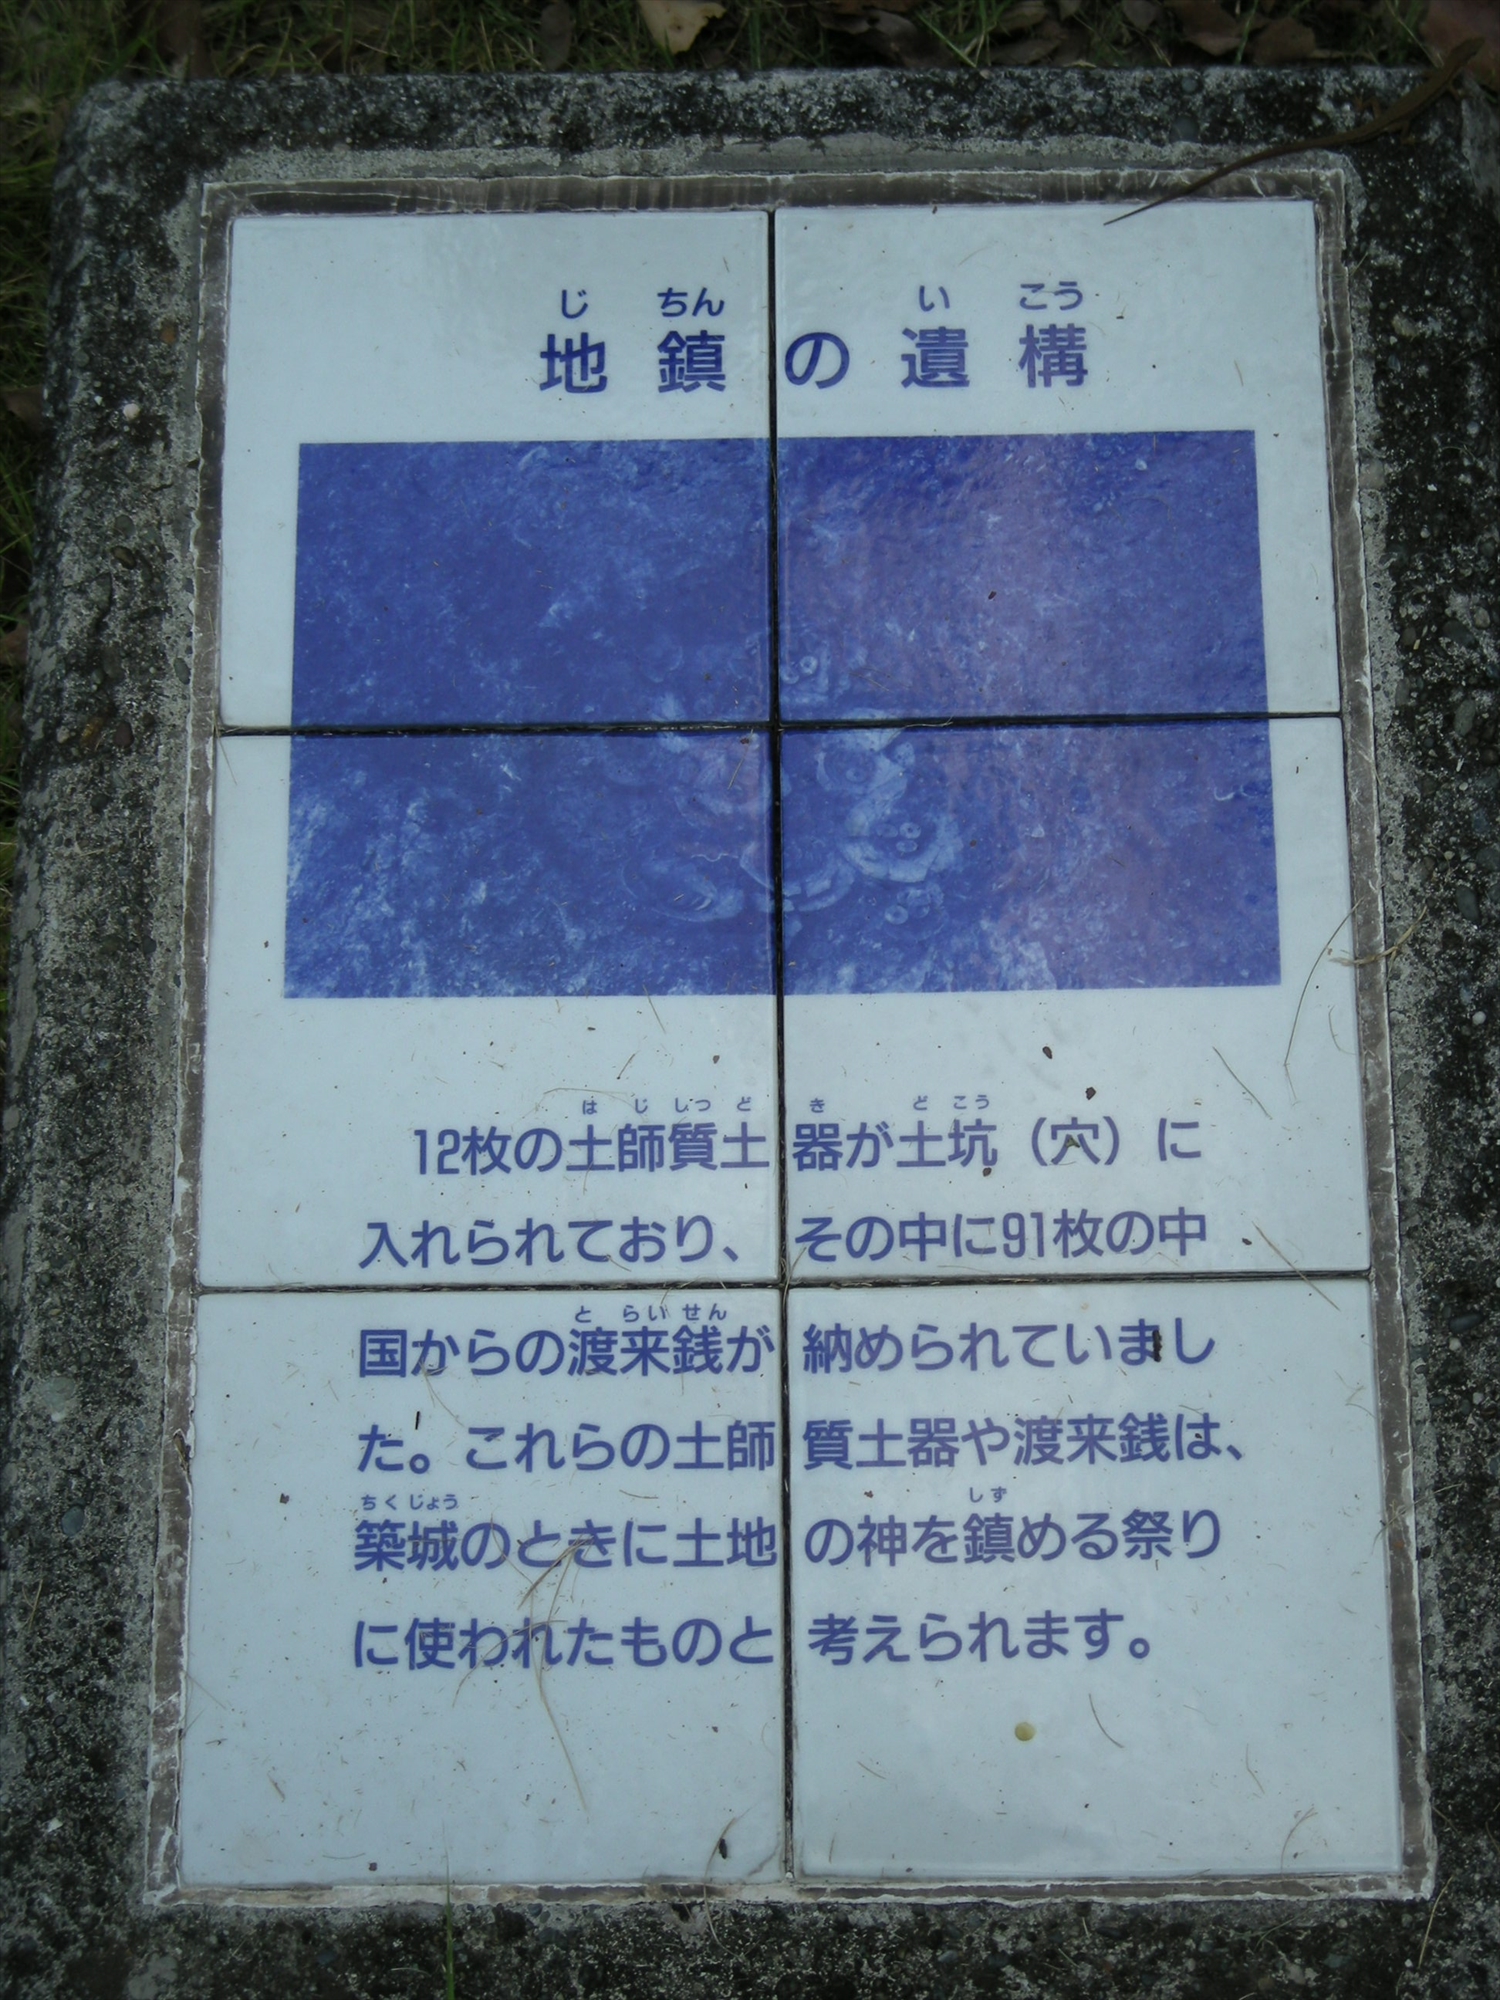 じ ちん い こう
地鎮の遺構
は じ しつ ど き ど こう
12枚の土師質土器が土坑（穴）に
入れられており、その中に91枚の中
と らい せん
国からの渡来銭が納められていまし
た。これらの土師質土器や渡来銭は、
ちくじょう しず
築城のときに土地の神を鎮める祭り
に使われたものと考えられます。